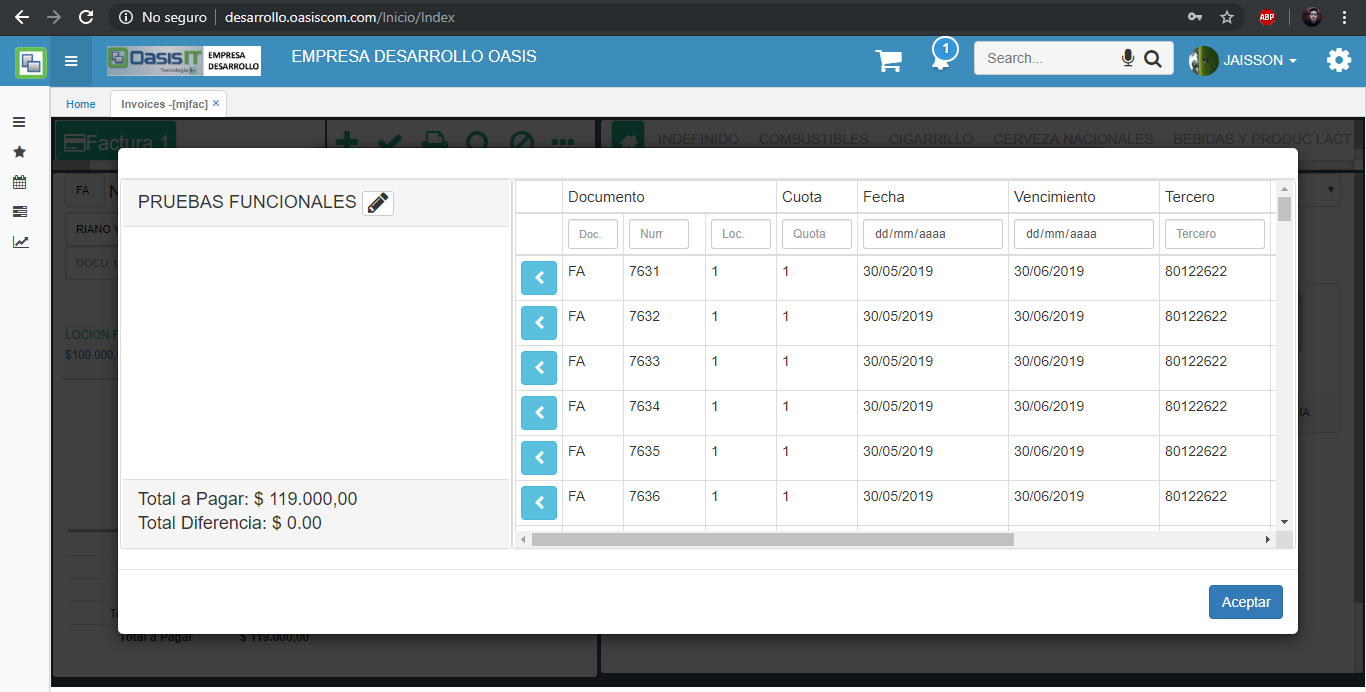 No seguro | desarrollo.oasiscom.com/Inicio/Index
ABP
OasisIT
Tecnología
EMPRESA
DESARROLLO
EMPRESA DESARROLLO OASIS
1
Search...
JAISSON
Home
Invoices -[mjfac] ×
Factura 1
INDEFINIDO COMBUSTIBLES CIGARRILLO CERVEZA NACIONALES BEBIDAS Y PRODUC LACT
FA N
RIANO
DOCU
LOCION
$100.000,
IA
PRUEBAS FUNCIONALES
Documento Cuota Fecha Vencimiento Tercero
Doc. Numr Loc. Quota dd/mm/aaaa dd/mm/aaaa Tercero
FA 7631 1 1 30/05/2019 30/06/2019 80122622
FA 7632 1 1 30/05/2019 30/06/2019 80122622
FA 7633 1 1 30/05/2019 30/06/2019 80122622
FA 7634 1 1 30/05/2019 30/06/2019 80122622
FA 7635 1 1 30/05/2019 30/06/2019 80122622
FA 7636 1 1 30/05/2019 30/06/2019 80122622
Total a Pagar: $ 119.000,00
Total Diferencia: $ 0.00
Aceptar
Total a Pagar $ 119.000,00